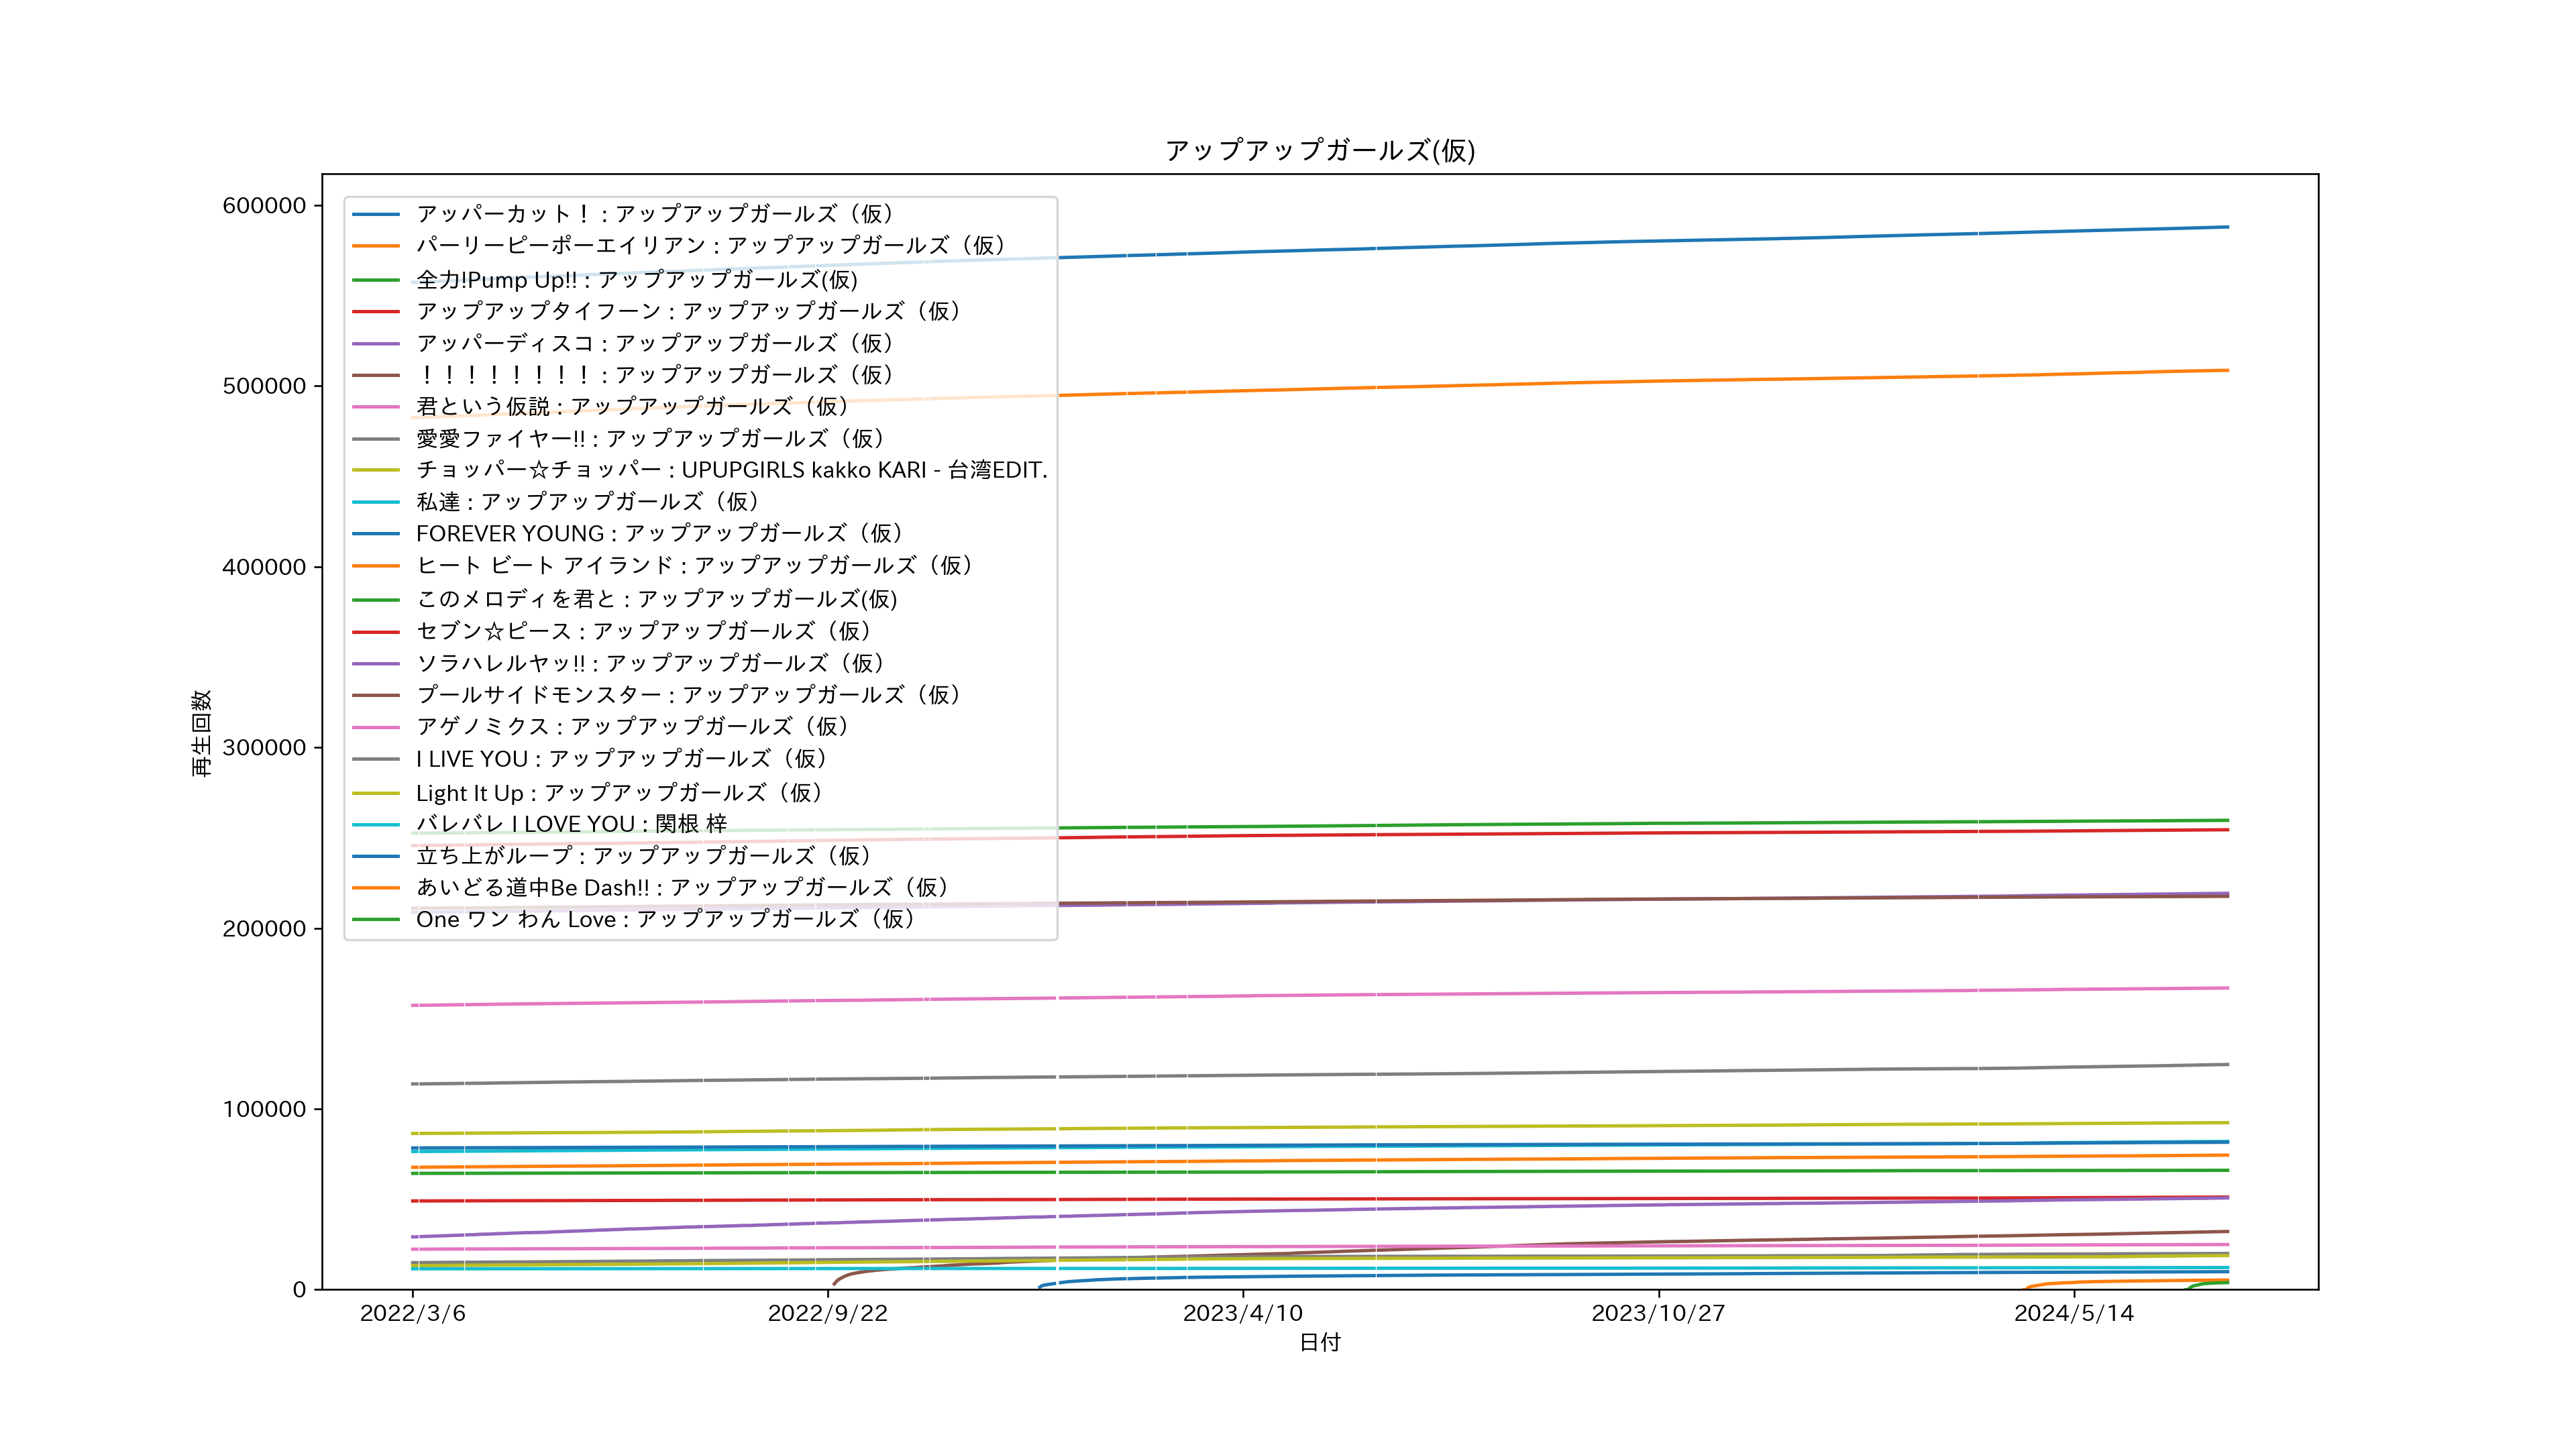 アップアップガールズ(仮)
600000
500000
400000
300000
200000
100000
0
再生回数
アッパーカット！ : アップアップガールズ（仮）
パーリーピーポーエイリアン : アップアップガールズ（仮）
全力!Pump Up!! : アップアップガールズ(仮)
アップアップタイフーン : アップアップガールズ（仮）
アッパーディスコ : アップアップガールズ（仮）
！！！！！！！！ : アップアップガールズ（仮）
君という仮説 : アップアップガールズ（仮）
愛愛ファイヤー!! : アップアップガールズ（仮）
チョッパー☆チョッパー : UPUPGIRLS kakko KARI - 台湾EDIT.
私達 : アップアップガールズ（仮）
FOREVER YOUNG : アップアップガールズ（仮）
ヒート ビート アイランド : アップアップガールズ（仮）
このメロディを君と : アップアップガールズ(仮)
セブン☆ピース : アップアップガールズ（仮）
ソラハレルヤッ!! : アップアップガールズ（仮）
プールサイドモンスター : アップアップガールズ（仮）
アゲノミクス : アップアップガールズ（仮）
I LIVE YOU : アップアップガールズ（仮）
Light It Up : アップアップガールズ（仮）
バレバレ I LOVE YOU : 関根 梓
立ち上がループ : アップアップガールズ（仮）
あいどる道中Be Dash!! : アップアップガールズ（仮）
One ワン わん Love : アップアップガールズ（仮）
2022/3/6
2022/9/22
2023/4/10
2023/10/27
2024/5/14
日付